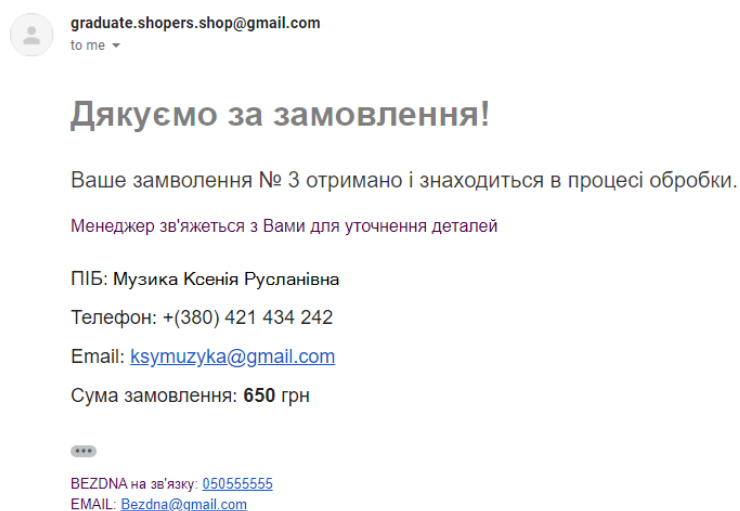 graduate.shopers.shop@gmail.com
to me
Дякуємо за замовлення!
Ваше замволення № 3 отримано і знаходиться в процесі обробки.
Менеджер зв'яжеться з Вами для уточнення деталей
ПІБ: Музика Ксенія Русланівна
Телефон: +(380) 421 434 242
Email: ksymuzyka@gmail.com
Сума замовлення: 650 грн
BEZDNA на зв'язку: 050555555
EMAIL: Bezdna@gmail.com